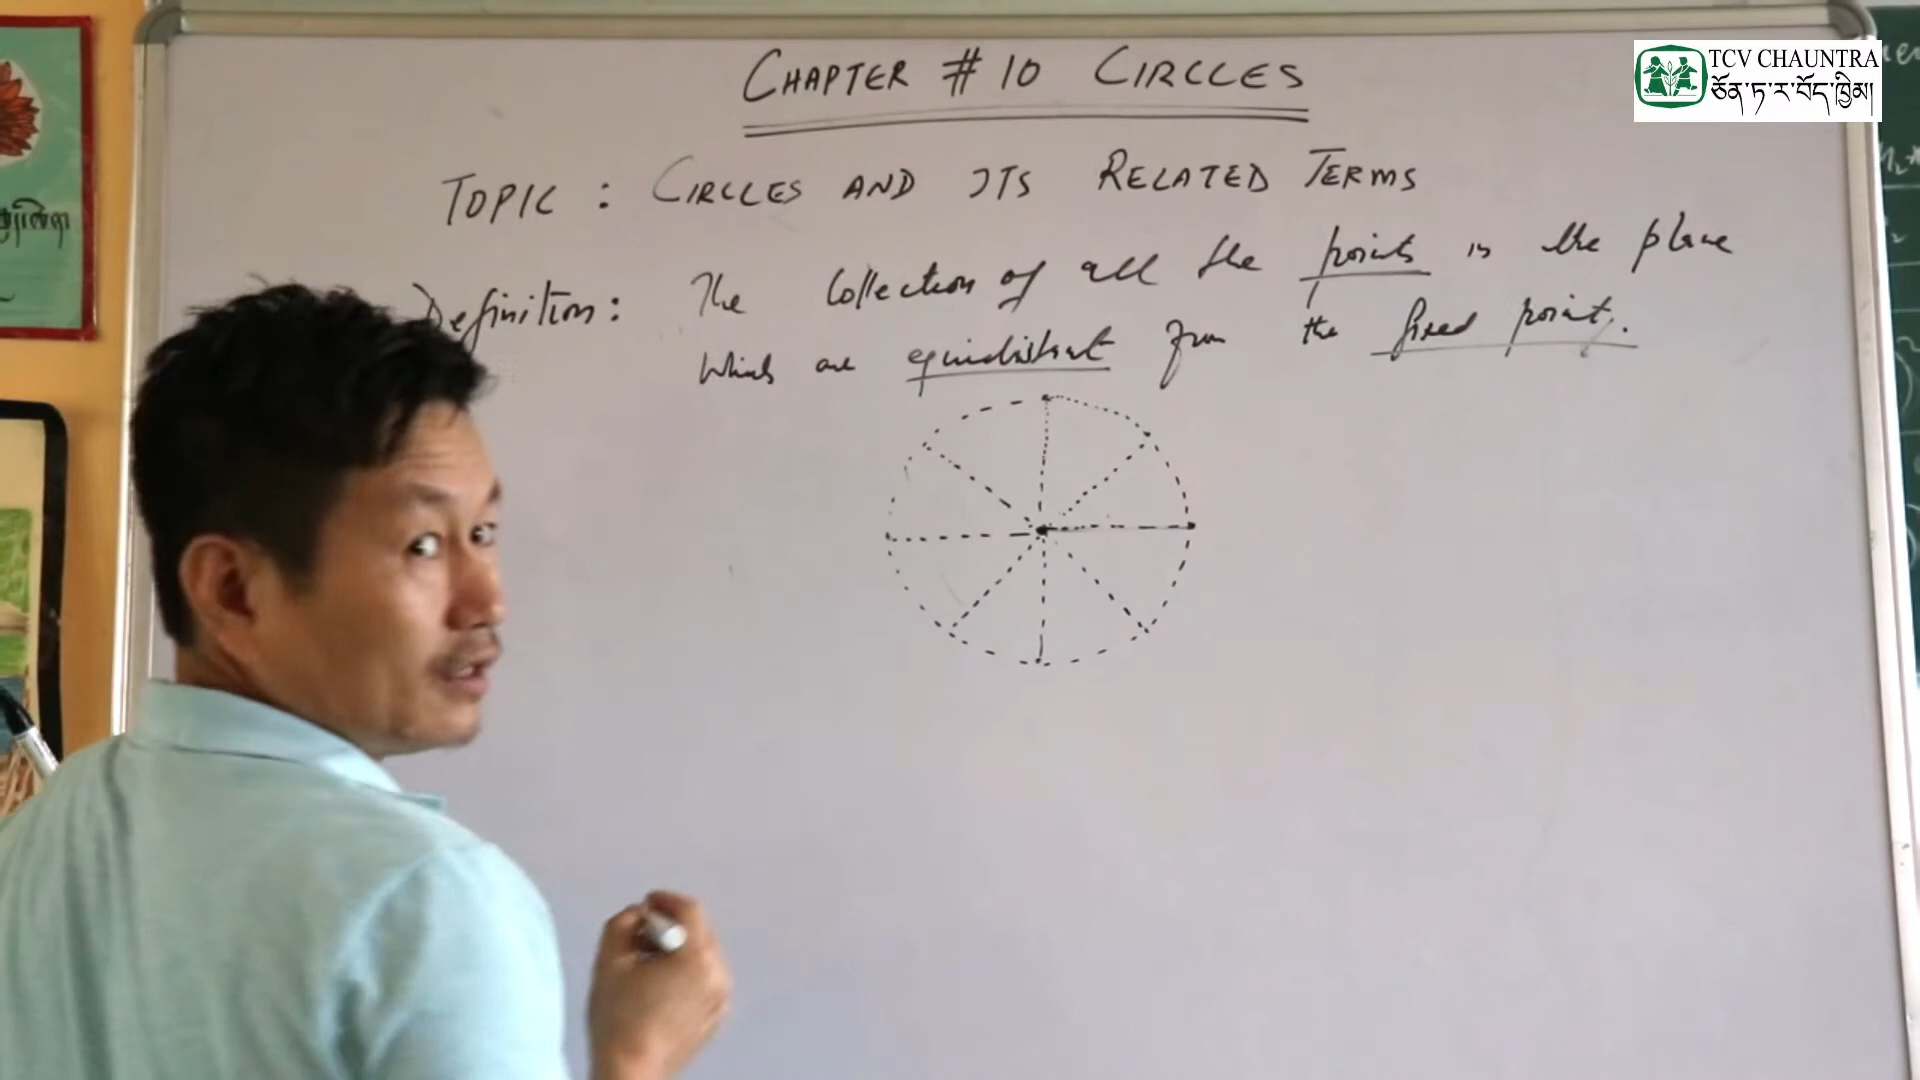 CHAPTER # 10 CIRCLES
TCV CHAUNTRA
ཅོན་ཏ་ར་བོད་ཁྱིམ།
TOPIC : CIRCLES AND ITS RELATED TERMS
Definition : The Collection of all the points in the plane
which are equidistant from the fixed point.